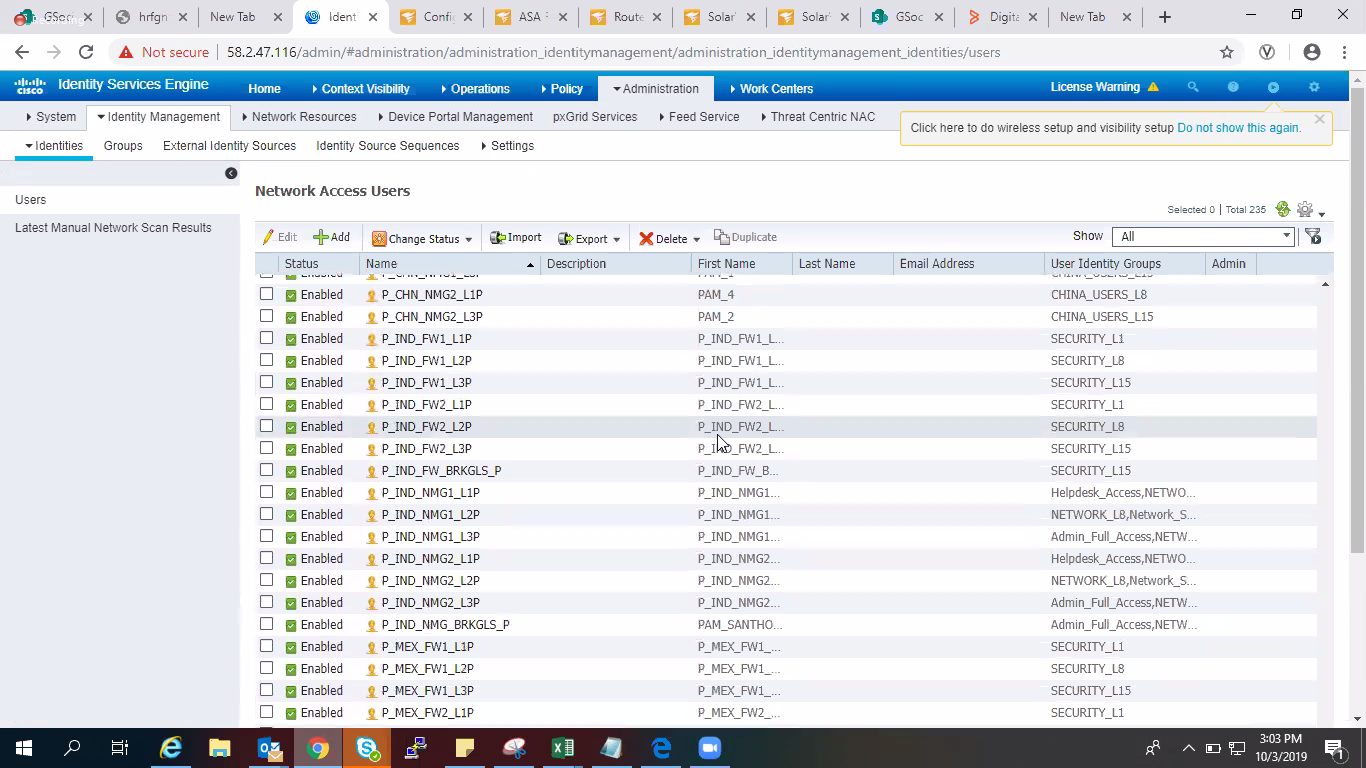 Recording
GSoc
hrfgn
New Tab
Identi
Confi
ASA F
Route
Solar
Solar
GSoc
Digita
New Tab
Not secure
58.2.47.116/admin/#administration/administration_identitymanagement/administration_identitymanagement_identities/users
cisco
Identity Services Engine
Home
Context Visibility
Operations
Policy
Administration
Work Centers
License Warning
System
Identity Management
Network Resources
Device Portal Management
pxGrid Services
Feed Service
Threat Centric NAC
Click here to do wireless setup and visibility setup Do not show this again.
Identities
Groups
External Identity Sources
Identity Source Sequences
Settings
Users
Latest Manual Network Scan Results
Network Access Users
Selected 0 | Total 235
Edit
Add
Change Status
Import
Export
Delete
Duplicate
Show
All
Status Name Description First Name Last Name Email Address User Identity Groups Admin
P_CHN_NMG1_L3P PAM_1 CHINA_USERS_L15
Enabled P_CHN_NMG2_L1P PAM_4 CHINA_USERS_L8
Enabled P_CHN_NMG2_L3P PAM_2 CHINA_USERS_L15
Enabled P_IND_FW1_L1P P_IND_FW1_L... SECURITY_L1
Enabled P_IND_FW1_L2P P_IND_FW1_L... SECURITY_L8
Enabled P_IND_FW1_L3P P_IND_FW1_L... SECURITY_L15
Enabled P_IND_FW2_L1P P_IND_FW2_L... SECURITY_L1
Enabled P_IND_FW2_L2P P_IND_FW2_L... SECURITY_L8
Enabled P_IND_FW2_L3P P_IND_FW2_L... SECURITY_L15
Enabled P_IND_FW_BRKGLS_P P_IND_FW_B... SECURITY_L15
Enabled P_IND_NMG1_L1P P_IND_NMG1... Helpdesk_Access,NETWO...
Enabled P_IND_NMG1_L2P P_IND_NMG1... NETWORK_L8,Network_S...
Enabled P_IND_NMG1_L3P P_IND_NMG1... Admin_Full_Access,NETW...
Enabled P_IND_NMG2_L1P P_IND_NMG2... Helpdesk_Access,NETWO...
Enabled P_IND_NMG2_L2P P_IND_NMG2... NETWORK_L8,Network_S...
Enabled P_IND_NMG2_L3P P_IND_NMG2... Admin_Full_Access,NETW...
Enabled P_IND_NMG_BRKGLS_P PAM_SANTHO... Admin_Full_Access,NETW...
Enabled P_MEX_FW1_L1P P_MEX_FW1_... SECURITY_L1
Enabled P_MEX_FW1_L2P P_MEX_FW1_... SECURITY_L8
Enabled P_MEX_FW1_L3P P_MEX_FW1_... SECURITY_L15
Enabled P_MEX_FW2_L1P P_MEX_FW2_... SECURITY_L1
3:03 PM
10/3/2019
1